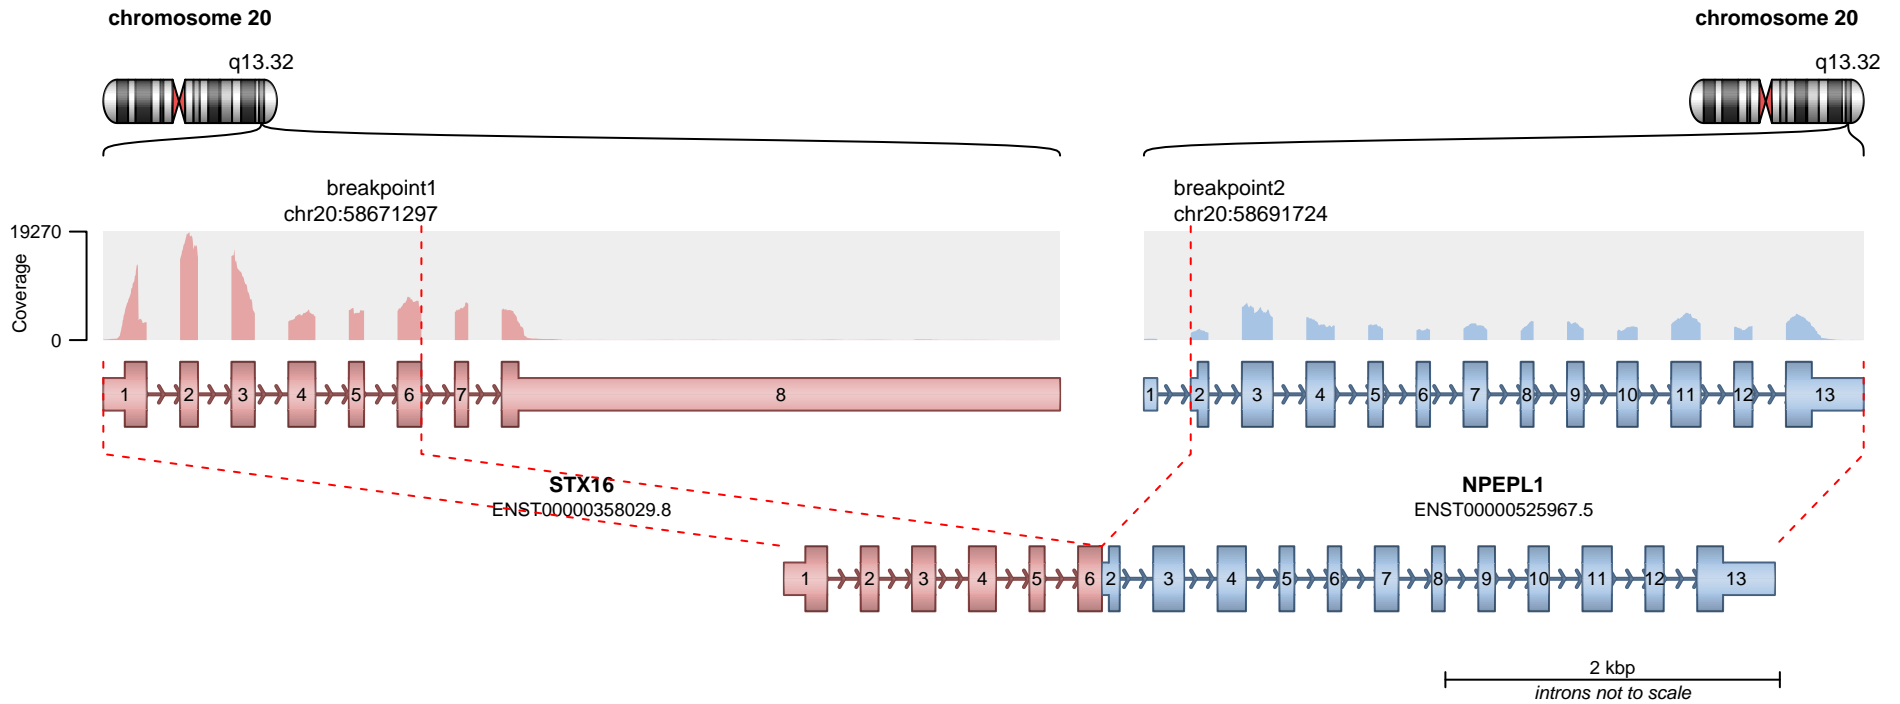 chromosome 20
chromosome 20
q13.32
q13.32
breakpoint1
chr20:58671297
breakpoint2
chr20:58691724
19270
Coverage
0
1 2 3 4 5 6 7 8
1 2 3 4 5 6 7 8 9 10 11 12 13
STX16
ENST00000358029.8
NPEPL1
ENST00000525967.5
1 2 3 4 5 6 2 3 4 5 6 7 8 9 10 11 12 13
2 kbp
introns not to scale